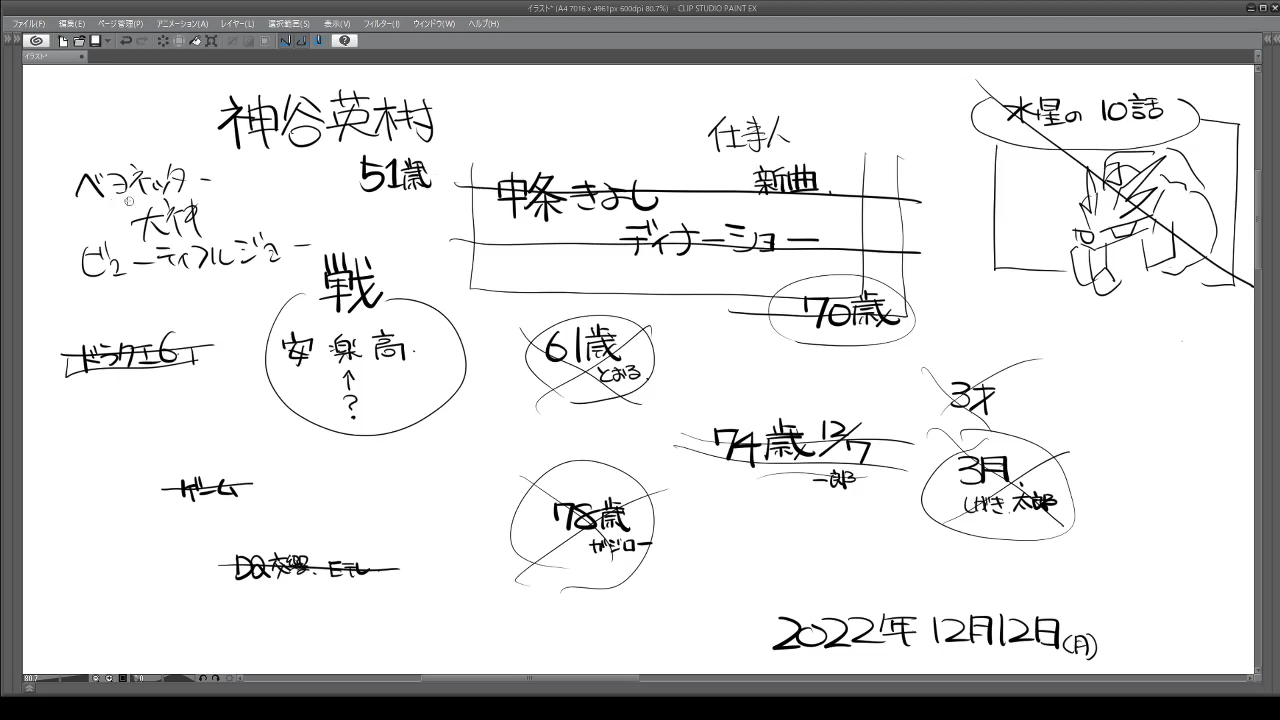 イラスト* (A4 7016 x 4961px 600dpi 80.7%) - CLIP STUDIO PAINT EX
ファイル(F) 編集(E) ページ管理(P) アニメーション(A) レイヤー(L) 選択範囲(S) 表示(V) フィルター(I) ウィンドウ(W) ヘルプ(H)
イラスト*
神谷英樹
51歳
ベヨネッター
大神
ビューティフルジョー
仕事人
中条きよし
新曲
ディナーショー
70歳
水星の 10話
戦
安 楽 高
↑
?
ドラクエ6
61歳
とおる
3才
74歳 12/7
一郎
3月
しげき 太郎
ゲーム
78歳
ガジロー
2022年 12月12日(月)
80.7